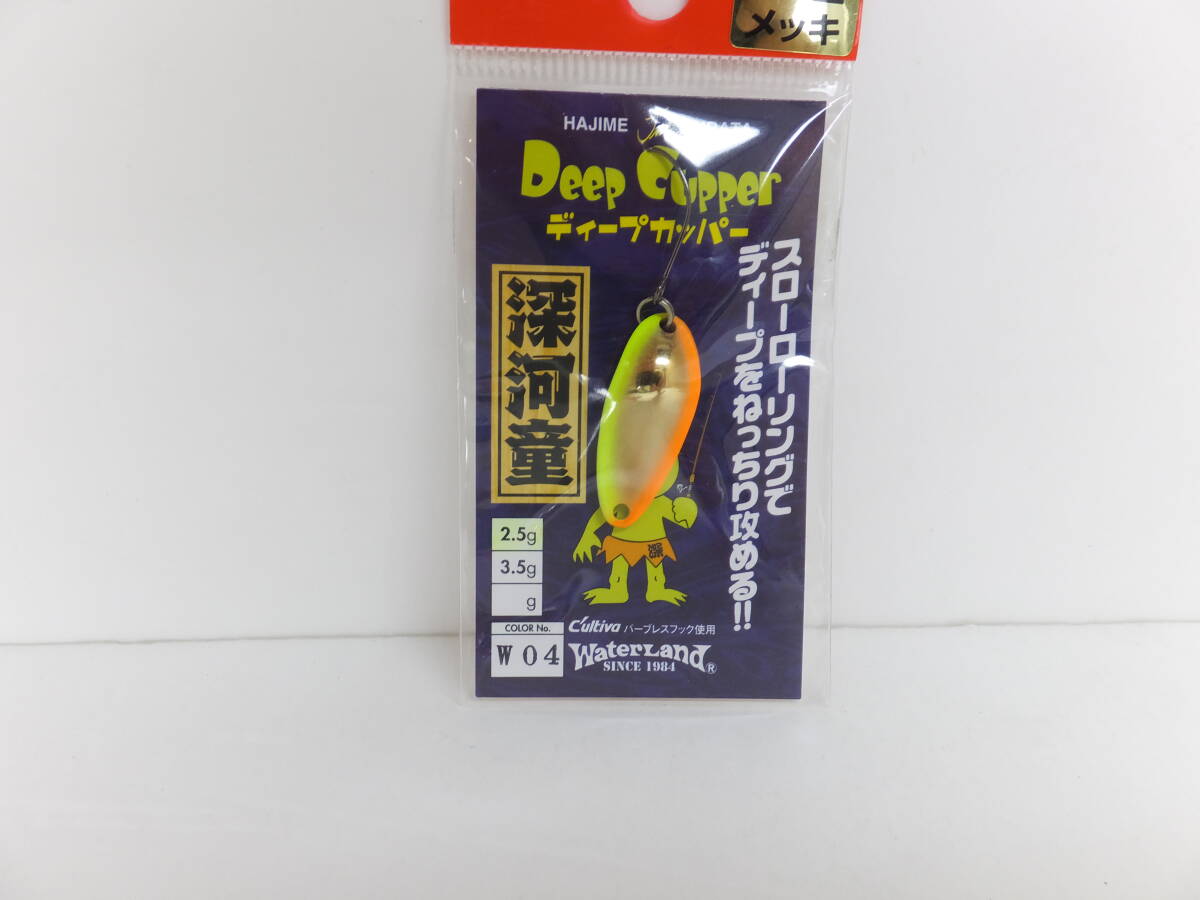 メッキ
HAJIME
Deep Cupper
ディープカッパー
スローローリングで
ディープをねっちり攻める!!
深河童
2.5g
3.5g
g
COLOR No.
W04
C'ultiva バーブレスフック使用
WaterLand®
SINCE 1984